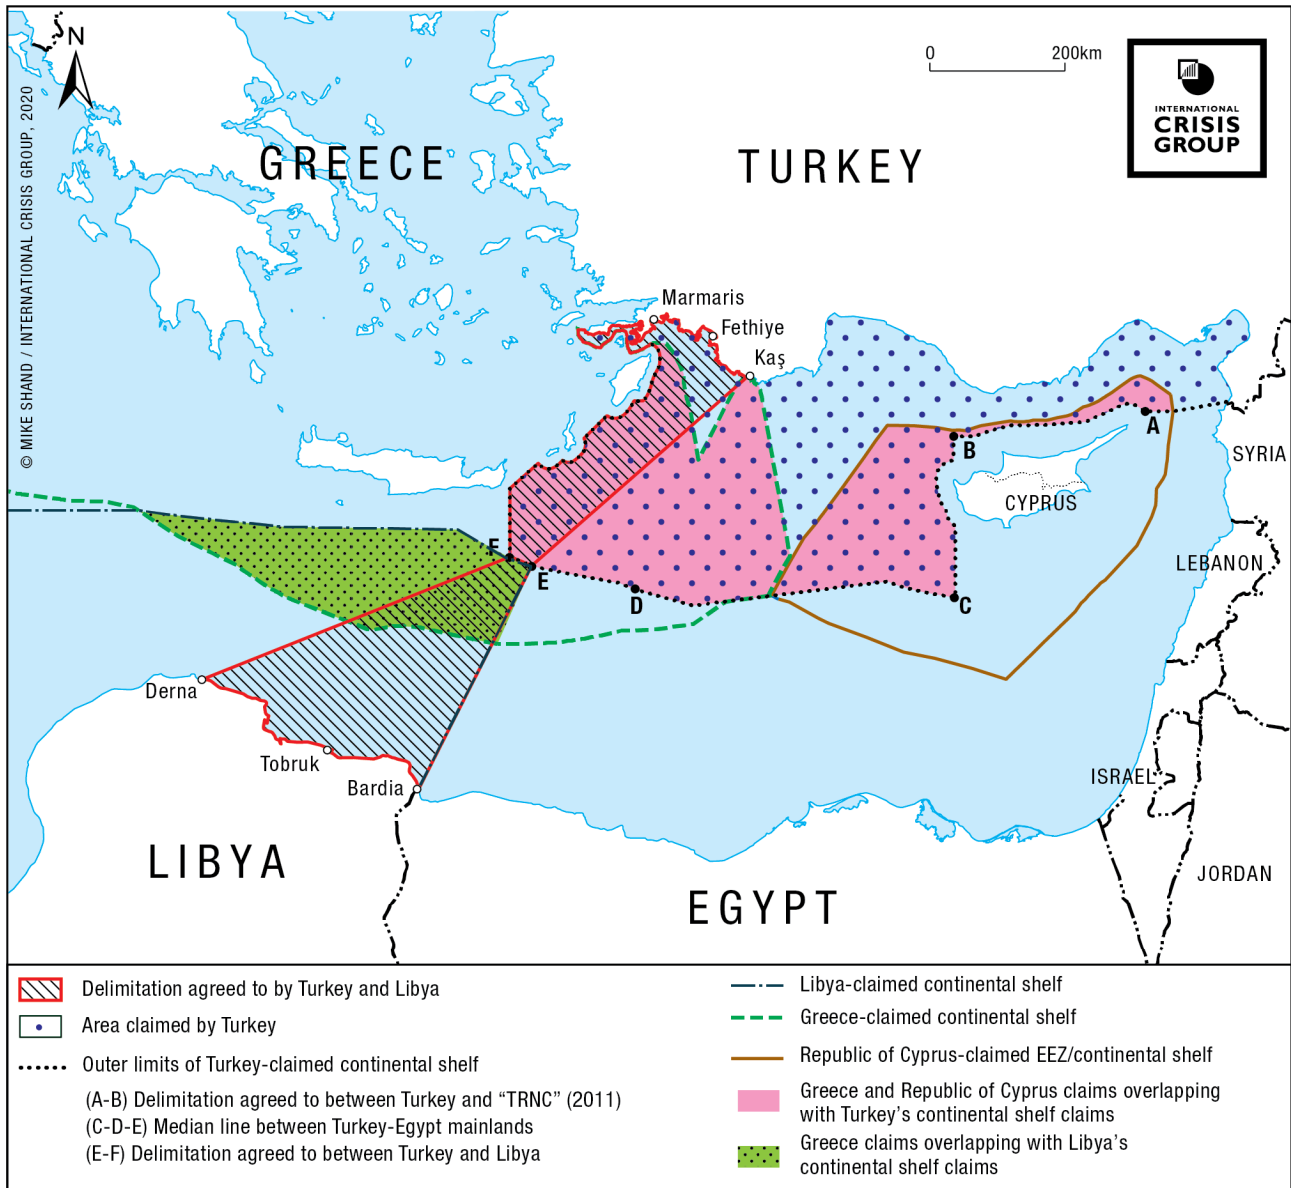 N
0 200km
INTERNATIONAL
CRISIS
GROUP
© MIKE SHAND / INTERNATIONAL CRISIS GROUP, 2020
GREECE
TURKEY
Marmaris
Fethiye
Kaş
A
B
SYRIA
CYPRUS
F
E
LEBANON
D
C
Derna
Tobruk
Bardia
ISRAEL
LIBYA
JORDAN
EGYPT
Delimitation agreed to by Turkey and Libya
Area claimed by Turkey
Outer limits of Turkey-claimed continental shelf
(A-B) Delimitation agreed to between Turkey and “TRNC” (2011)
(C-D-E) Median line between Turkey-Egypt mainlands
(E-F) Delimitation agreed to between Turkey and Libya
Libya-claimed continental shelf
Greece-claimed continental shelf
Republic of Cyprus-claimed EEZ/continental shelf
Greece and Republic of Cyprus claims overlapping
with Turkey’s continental shelf claims
Greece claims overlapping with Libya’s
continental shelf claims